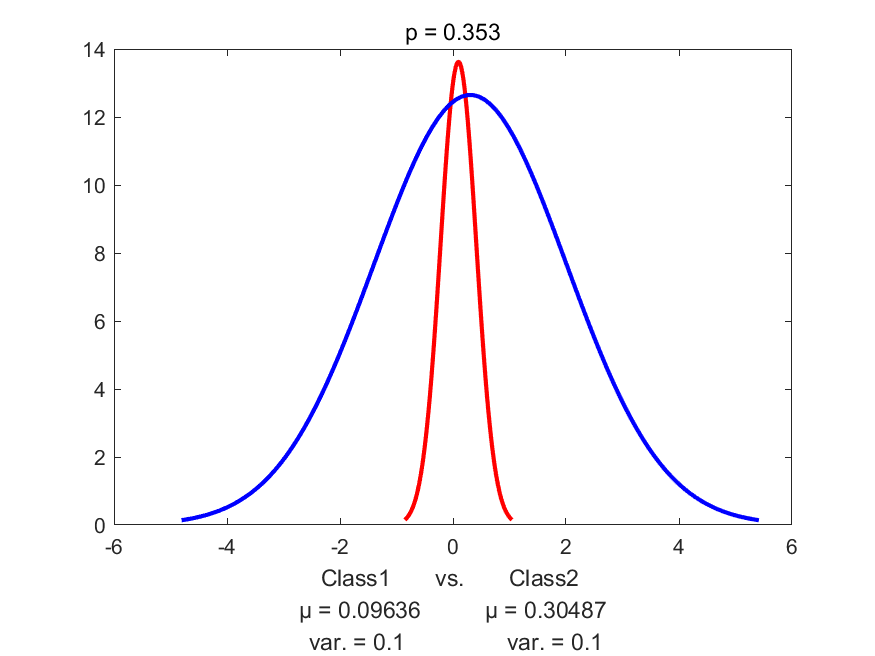 p = 0.353
14
12
10
8
6
4
2
0
-6 -4 -2 0 2 4 6
Class1 vs. Class2
μ = 0.09636 μ = 0.30487
var. = 0.1 var. = 0.1